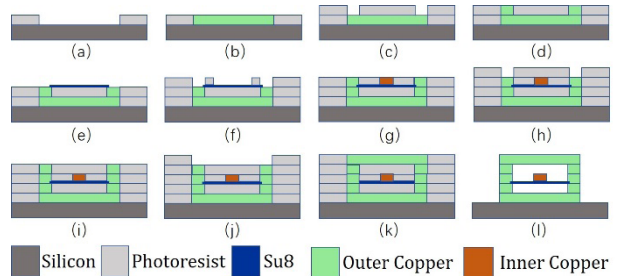 (a) (b) (c) (d)
(e) (f) (g) (h)
(i) (j) (k) (l)
Silicon Photoresist Su8 Outer Copper Inner Copper